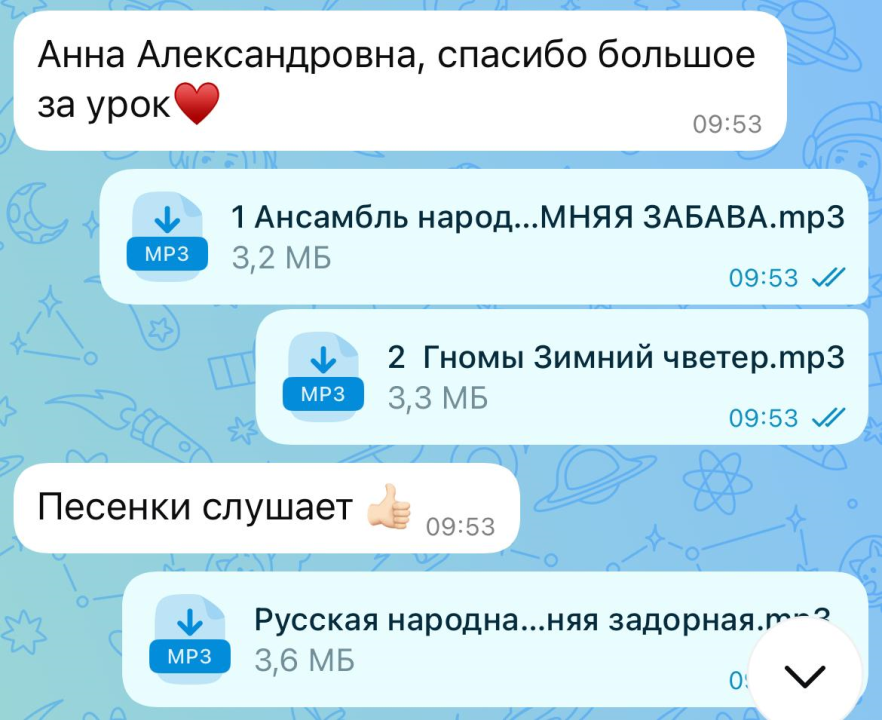 Анна Александровна, спасибо большое
за урок♥️
09:53
1 Ансамбль народ...МНЯЯ ЗАБАВА.mp3
MP3
3,2 МБ
09:53
2 Гномы Зимний чветер.mp3
MP3
3,3 МБ
09:53
Песенки слушает 👍🏻 09:53
Русская народна...няя задорная.mp3
MP3
3,6 МБ